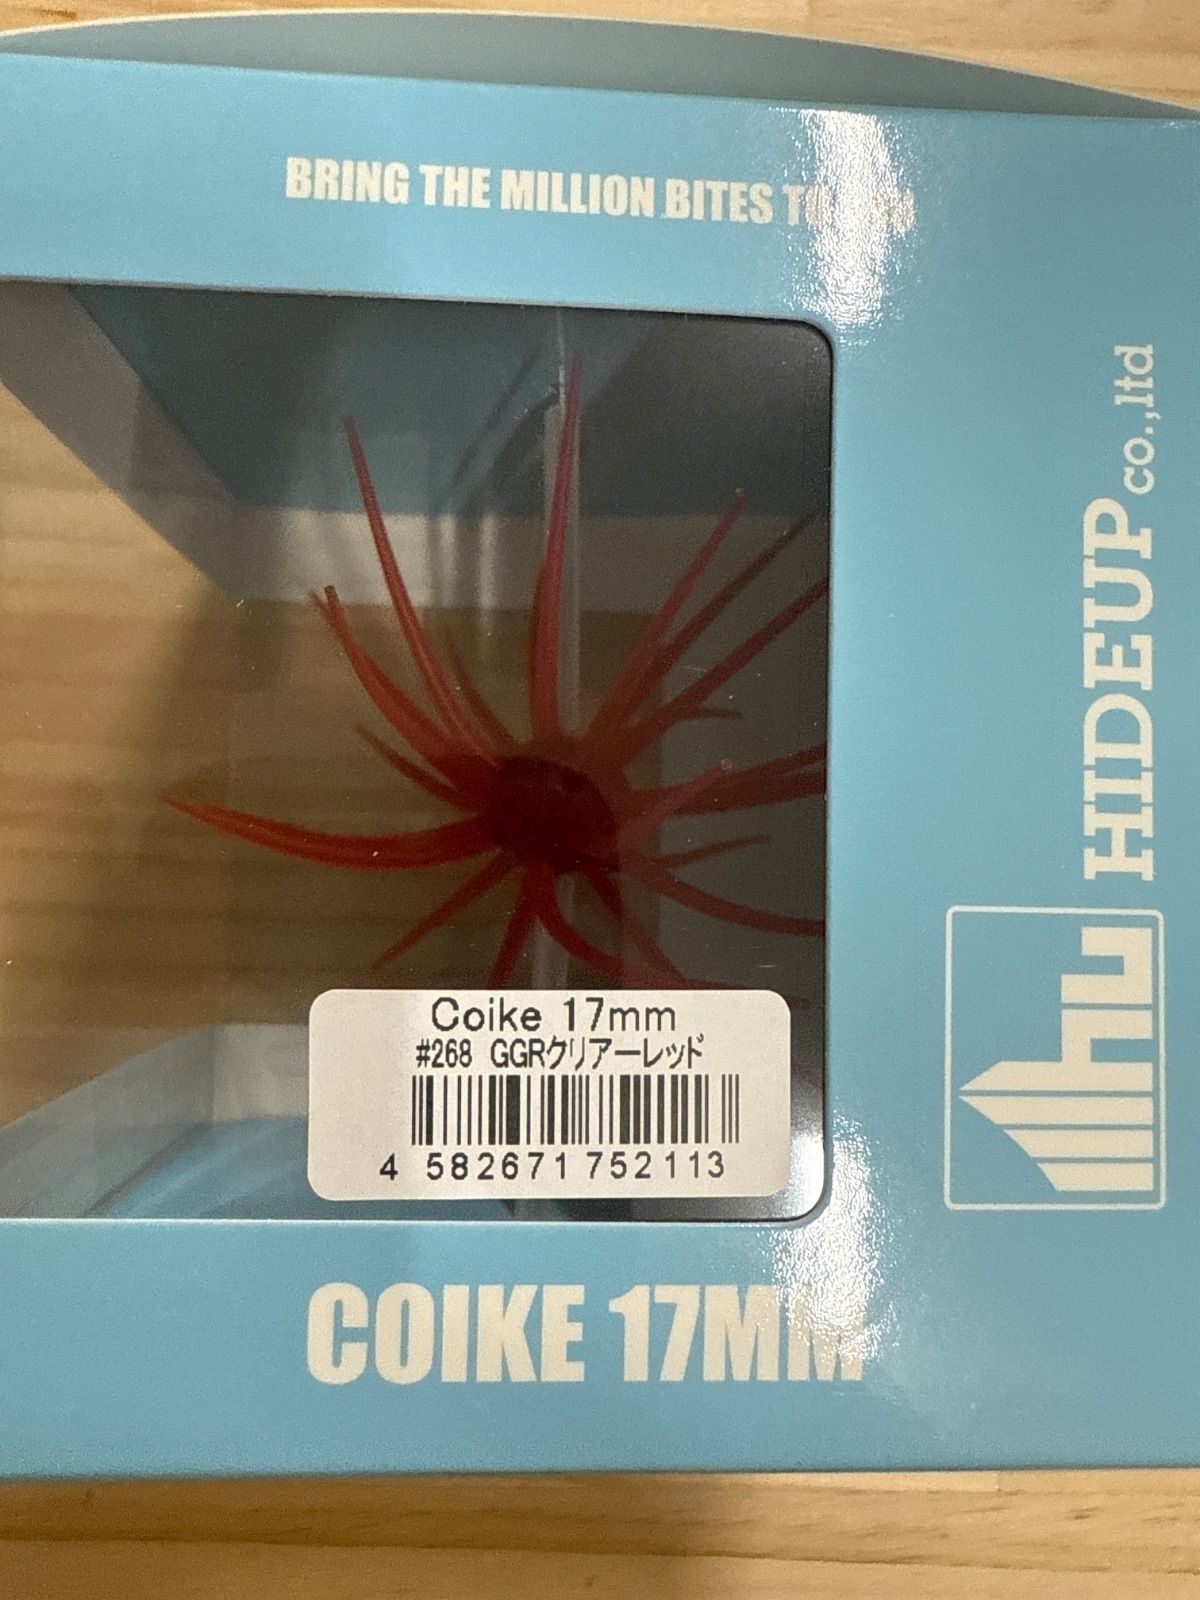 BRING THE MILLION BITES
HIDEUP co.,ltd
Coike 17mm
#268 GGRクリアーレッド
4 582671 752113
COIKE 17MM